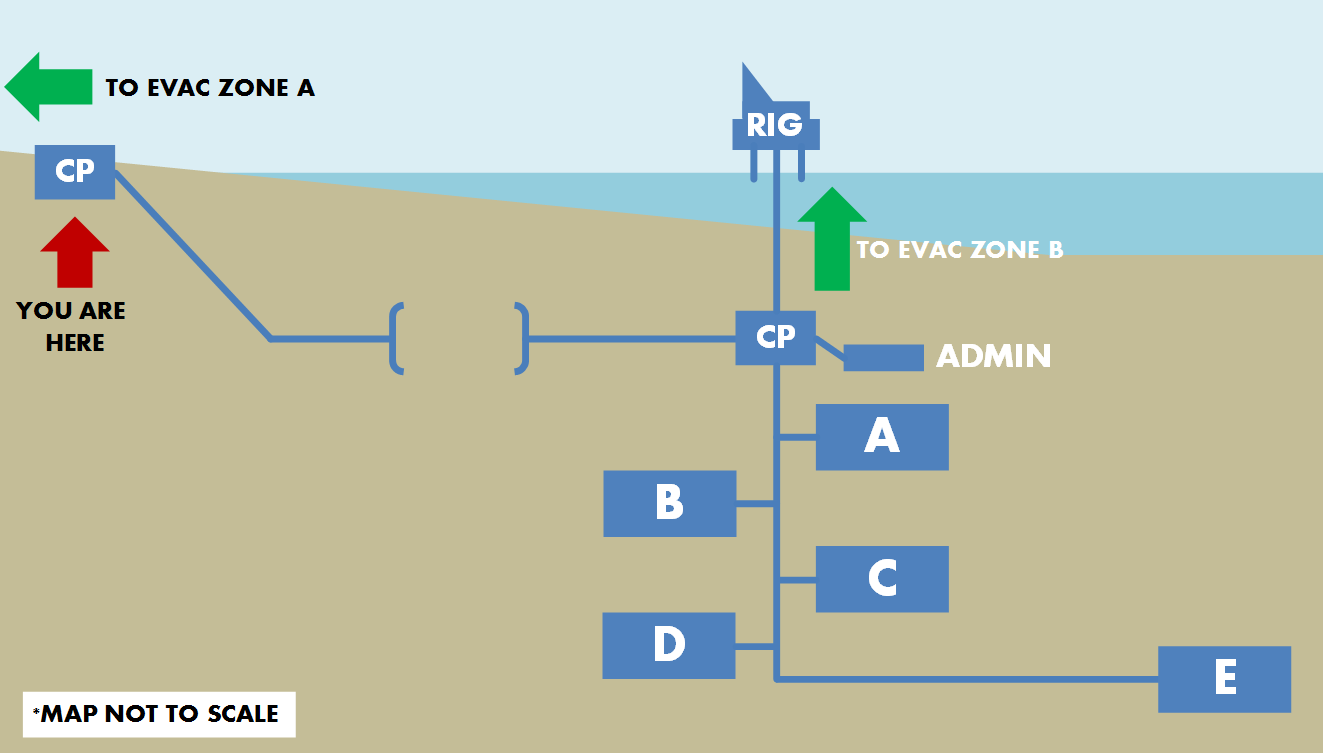 TO EVAC ZONE A
RIG
CP
TO EVAC ZONE B
YOU ARE
HERE
CP
ADMIN
A
B
C
D
E
*MAP NOT TO SCALE